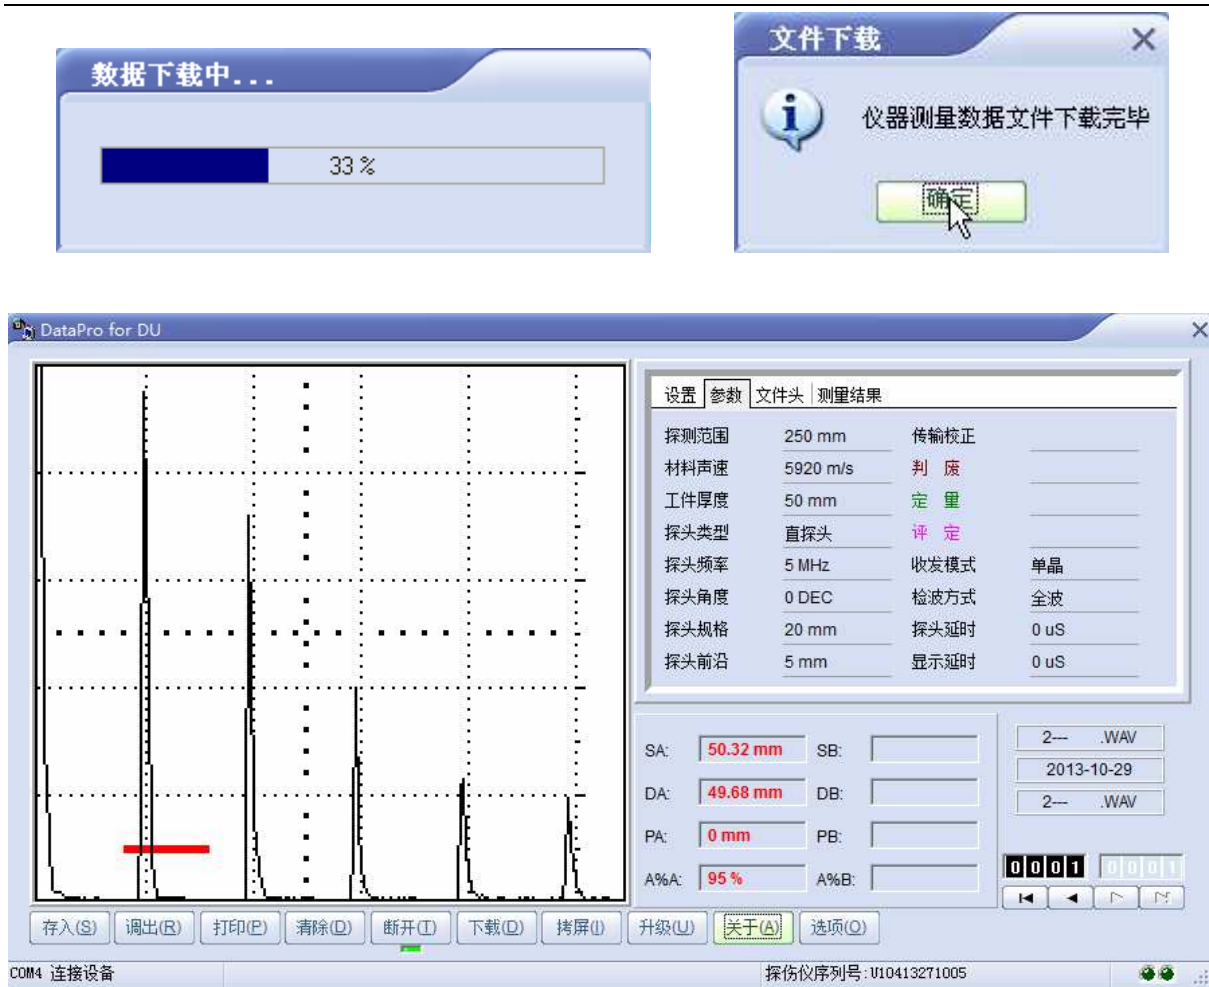 数据下载中...
33 %
文件下载
仪器测量数据文件下载完毕
确定
DataPro for DU
设置 参数 文件头 测量结果
探测范围 250 mm 传输校正
材料声速 5920 m/s 判 废
工件厚度 50 mm 定 量
探头类型 直探头 评 定
探头频率 5 MHz 收发模式 单晶
探头角度 0 DEC 检波方式 全波
探头规格 20 mm 探头延时 0 uS
探头前沿 5 mm 显示延时 0 uS
SA: 50.32 mm SB:
DA: 49.68 mm DB:
PA: 0 mm PB:
A%A: 95 % A%B:
2--- .WAV
2013-10-29
2--- .WAV
0001 0001
存入(S) 调出(R) 打印(P) 清除(D) 断开(T) 下载(D) 拷屏(I) 升级(U) 关于(A) 选项(O)
COM4 连接设备 探伤仪序列号:U10413271005